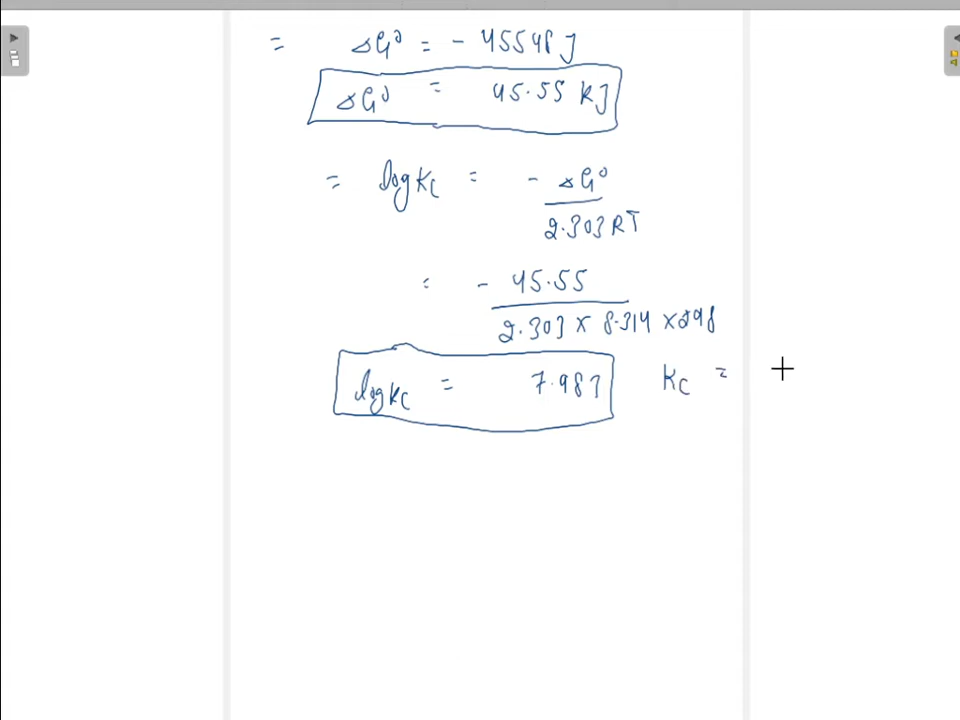 = ΔG° = - 45548 J
ΔG° = 45.55 KJ
= log Kc = - ΔG°
2.303 RT
= - 45.55
2.303 × 8.314 × 298
log Kc = 7.983 Kc =